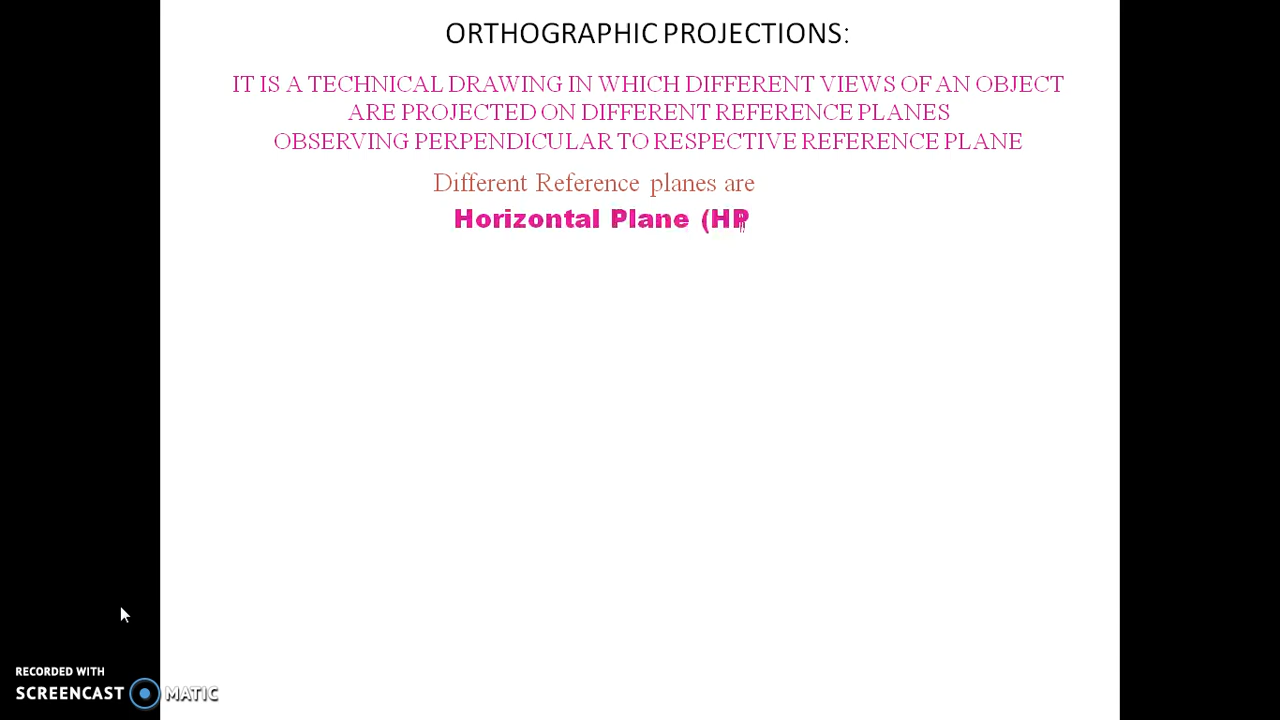 ORTHOGRAPHIC PROJECTIONS:
IT IS A TECHNICAL DRAWING IN WHICH DIFFERENT VIEWS OF AN OBJECT
ARE PROJECTED ON DIFFERENT REFERENCE PLANES
OBSERVING PERPENDICULAR TO RESPECTIVE REFERENCE PLANE
Different Reference planes are
Horizontal Plane (HP
RECORDED WITH
SCREENCAST MATIC